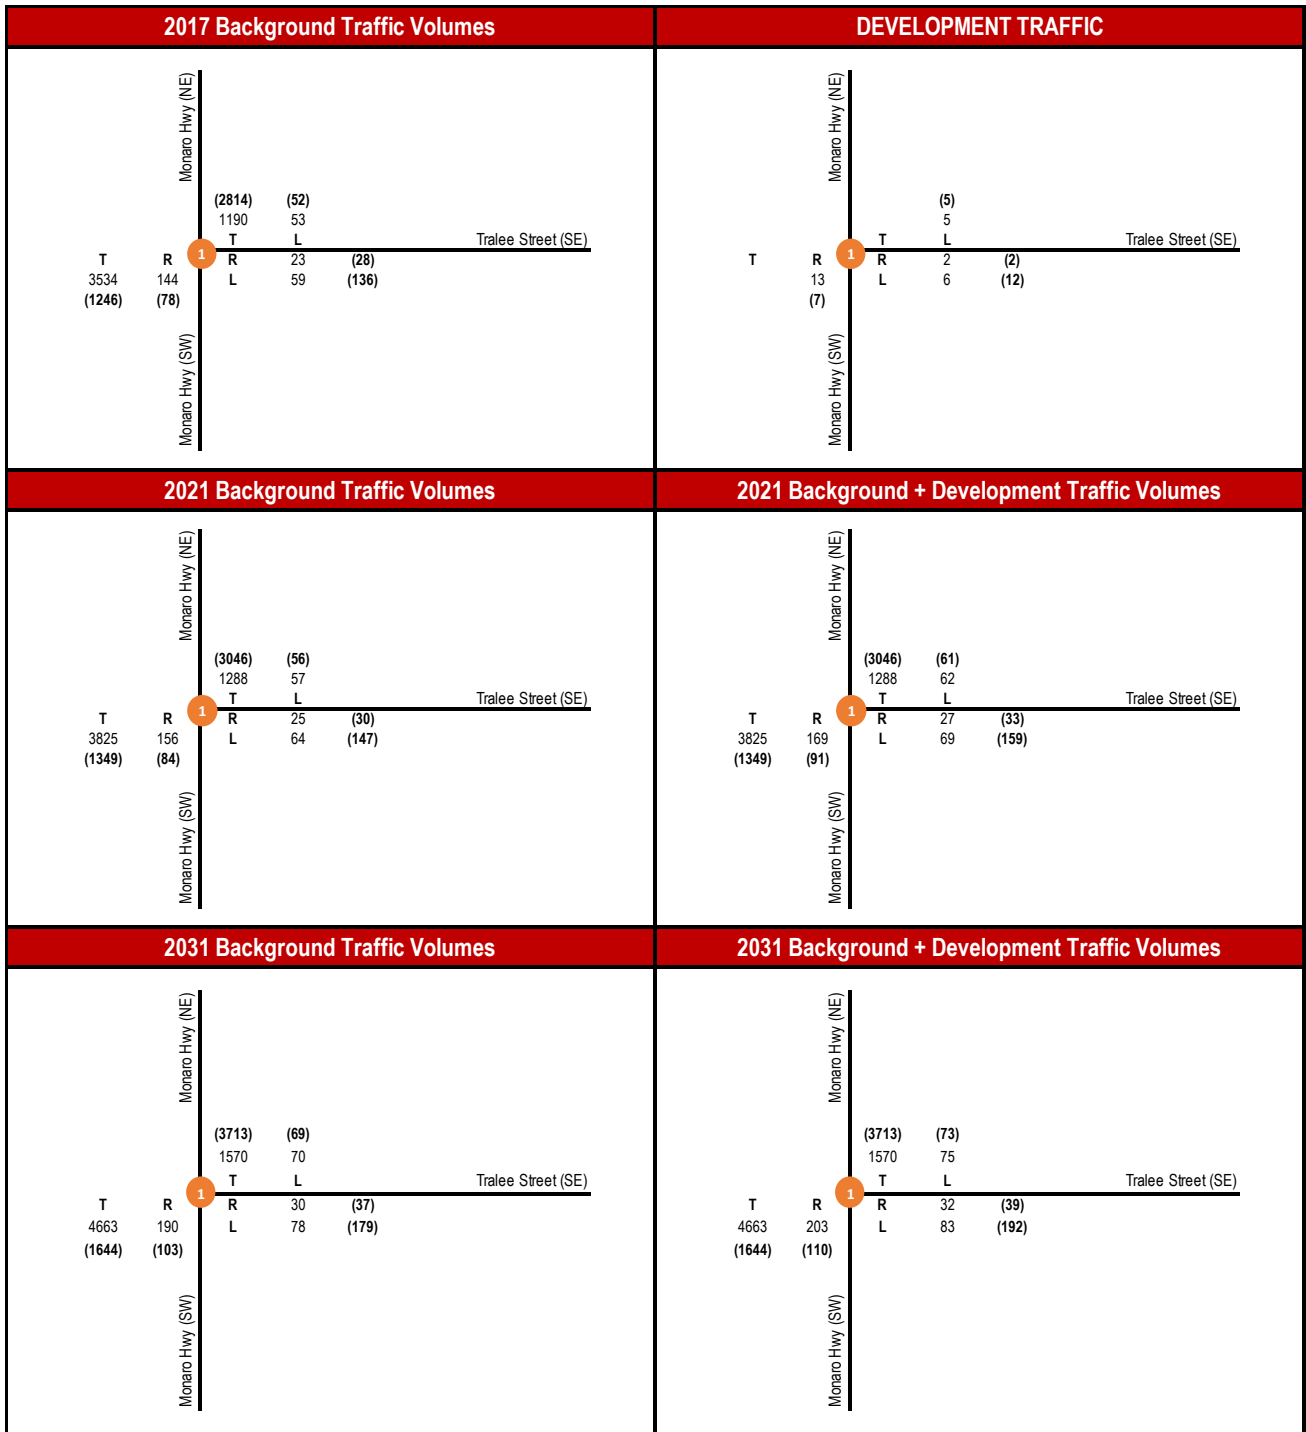 2017 Background Traffic Volumes
Monaro Hwy (NE)
(2814) (52)
1190 53
T L Tralee Street (SE)
1
T R R 23 (28)
3534 144 L 59 (136)
(1246) (78)
Monaro Hwy (SW)
DEVELOPMENT TRAFFIC
Monaro Hwy (NE)
(5)
5
T L Tralee Street (SE)
1
T R R 2 (2)
13 L 6 (12)
(7)
Monaro Hwy (SW)
2021 Background Traffic Volumes
Monaro Hwy (NE)
(3046) (56)
1288 57
T L Tralee Street (SE)
1
T R R 25 (30)
3825 156 L 64 (147)
(1349) (84)
Monaro Hwy (SW)
2021 Background + Development Traffic Volumes
Monaro Hwy (NE)
(3046) (61)
1288 62
T L Tralee Street (SE)
1
T R R 27 (33)
3825 169 L 69 (159)
(1349) (91)
Monaro Hwy (SW)
2031 Background Traffic Volumes
Monaro Hwy (NE)
(3713) (69)
1570 70
T L Tralee Street (SE)
1
T R R 30 (37)
4663 190 L 78 (179)
(1644) (103)
Monaro Hwy (SW)
2031 Background + Development Traffic Volumes
Monaro Hwy (NE)
(3713) (73)
1570 75
T L Tralee Street (SE)
1
T R R 32 (39)
4663 203 L 83 (192)
(1644) (110)
Monaro Hwy (SW)